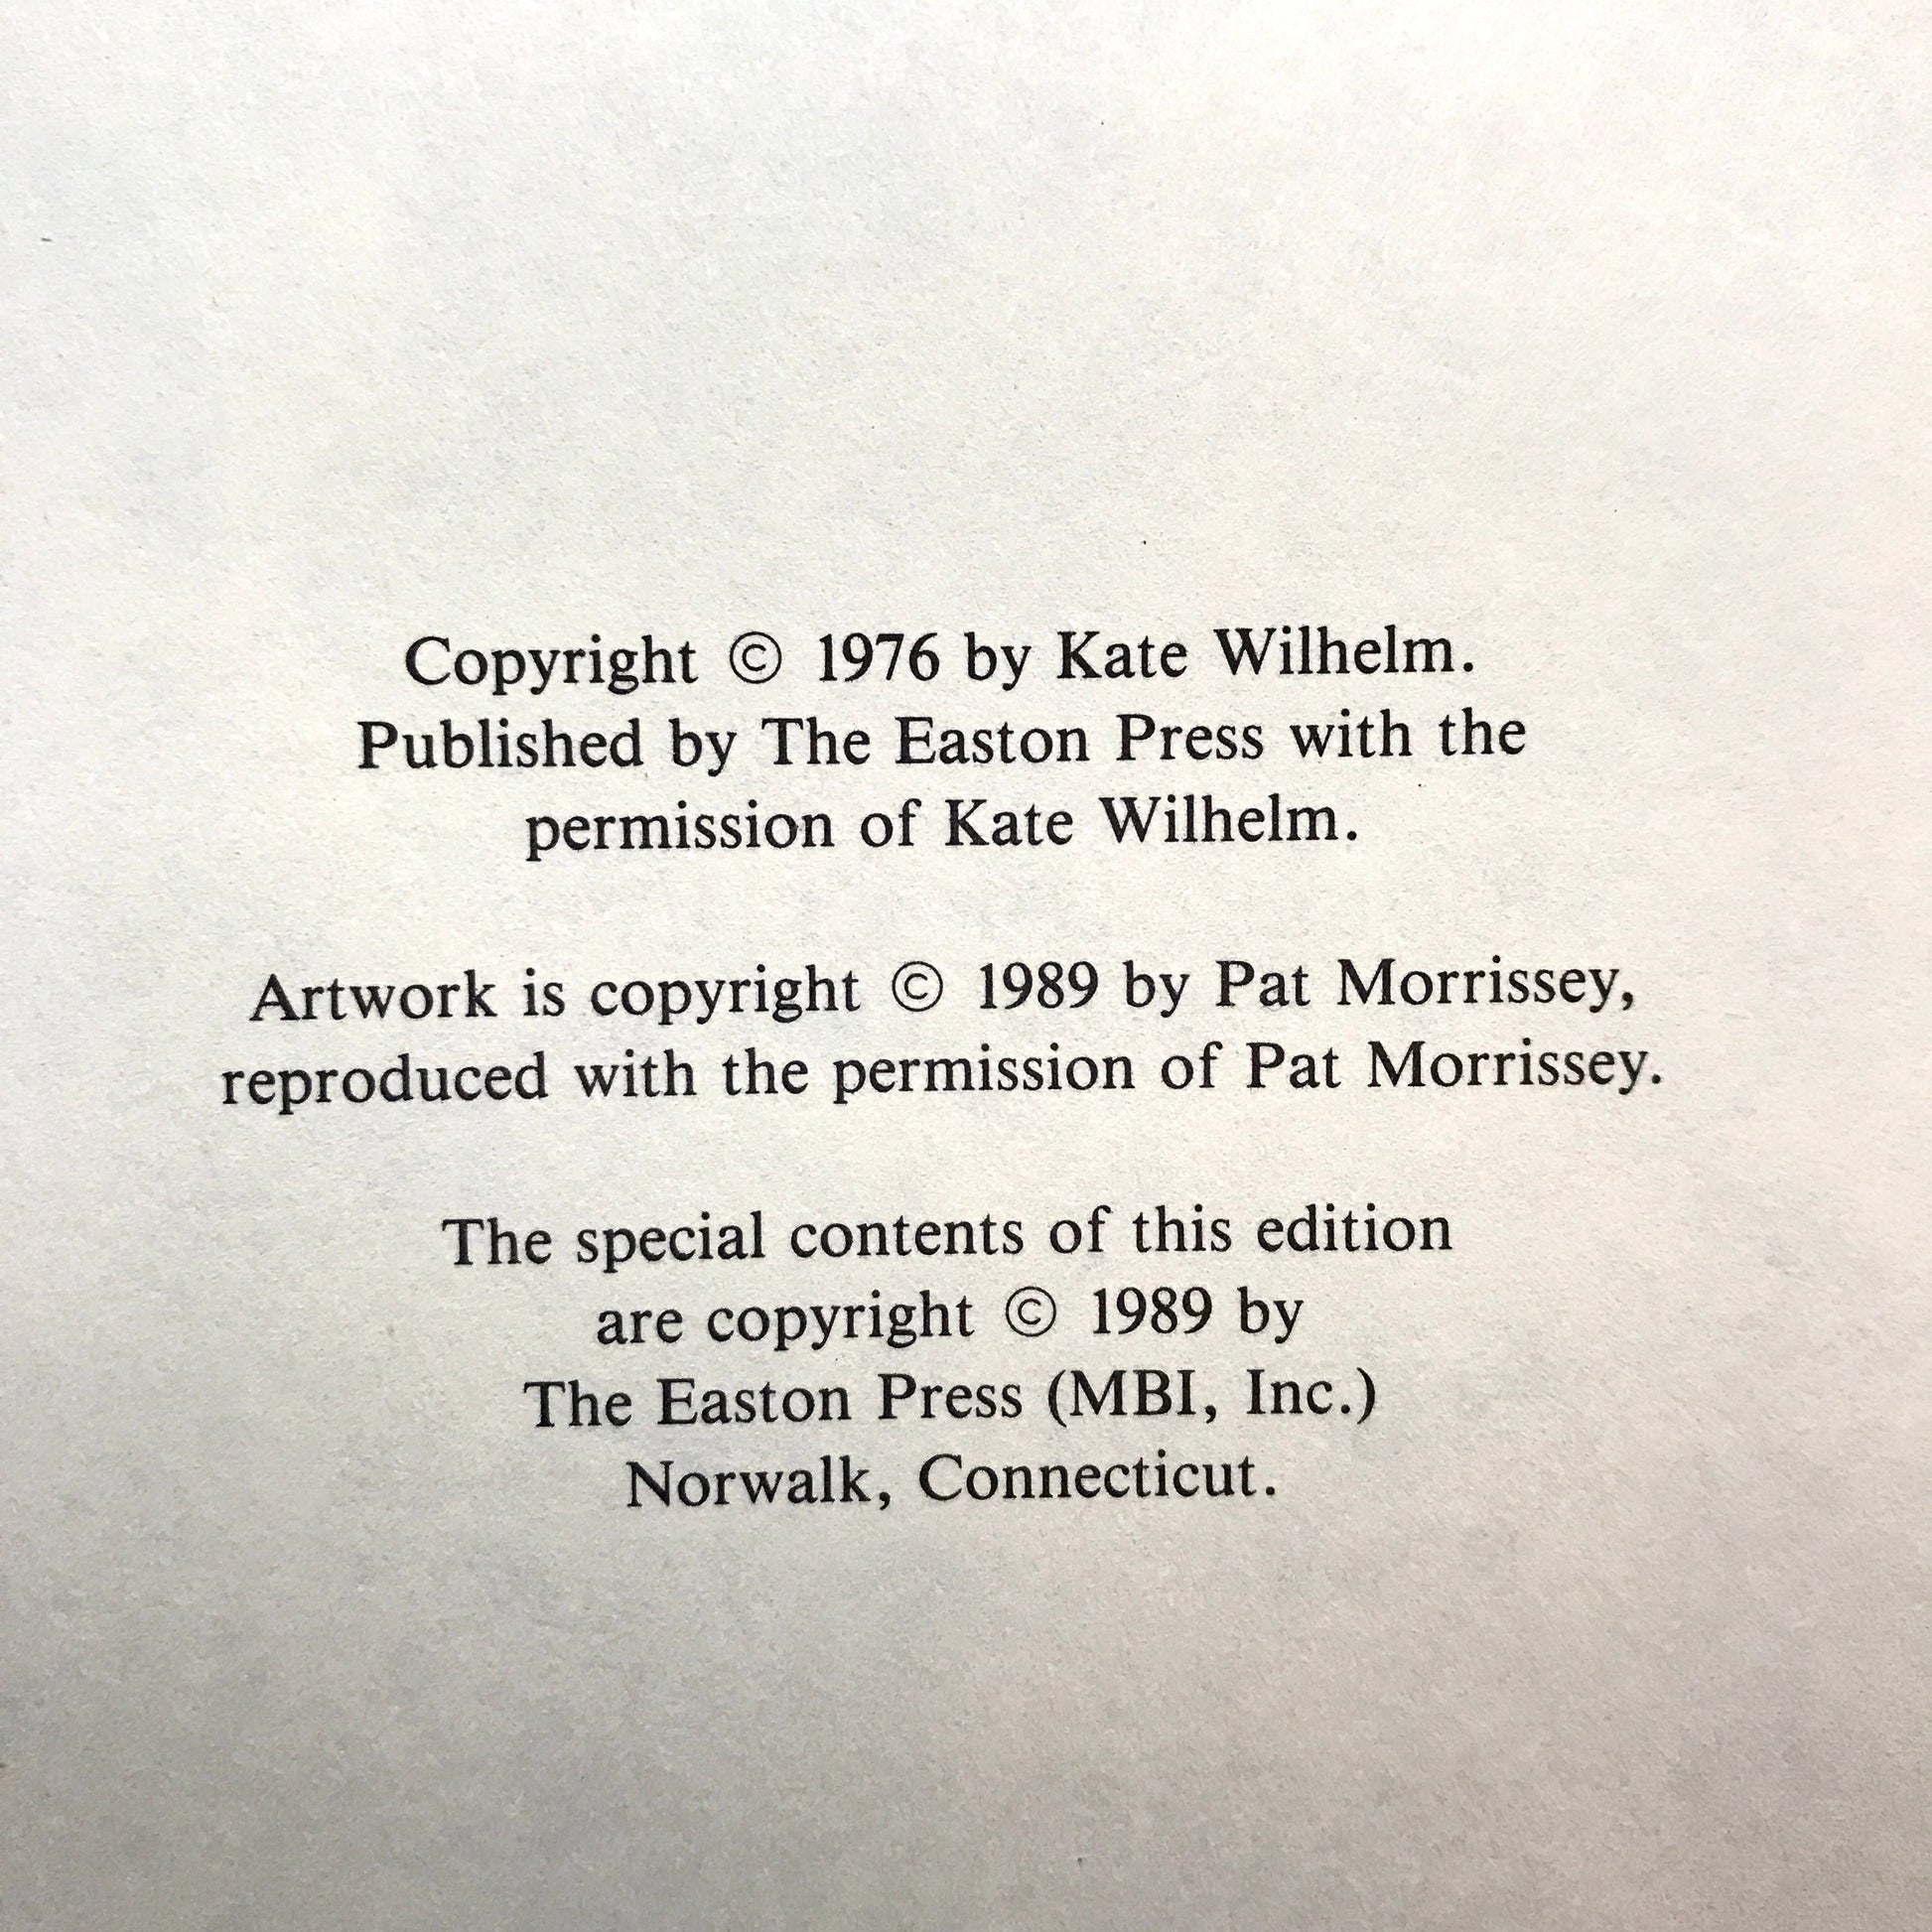 Copyright © 1976 by Kate Wilhelm.
Published by The Easton Press with the
permission of Kate Wilhelm.
Artwork is copyright © 1989 by Pat Morrissey,
reproduced with the permission of Pat Morrissey.
The special contents of this edition
are copyright © 1989 by
The Easton Press (MBI, Inc.)
Norwalk, Connecticut.